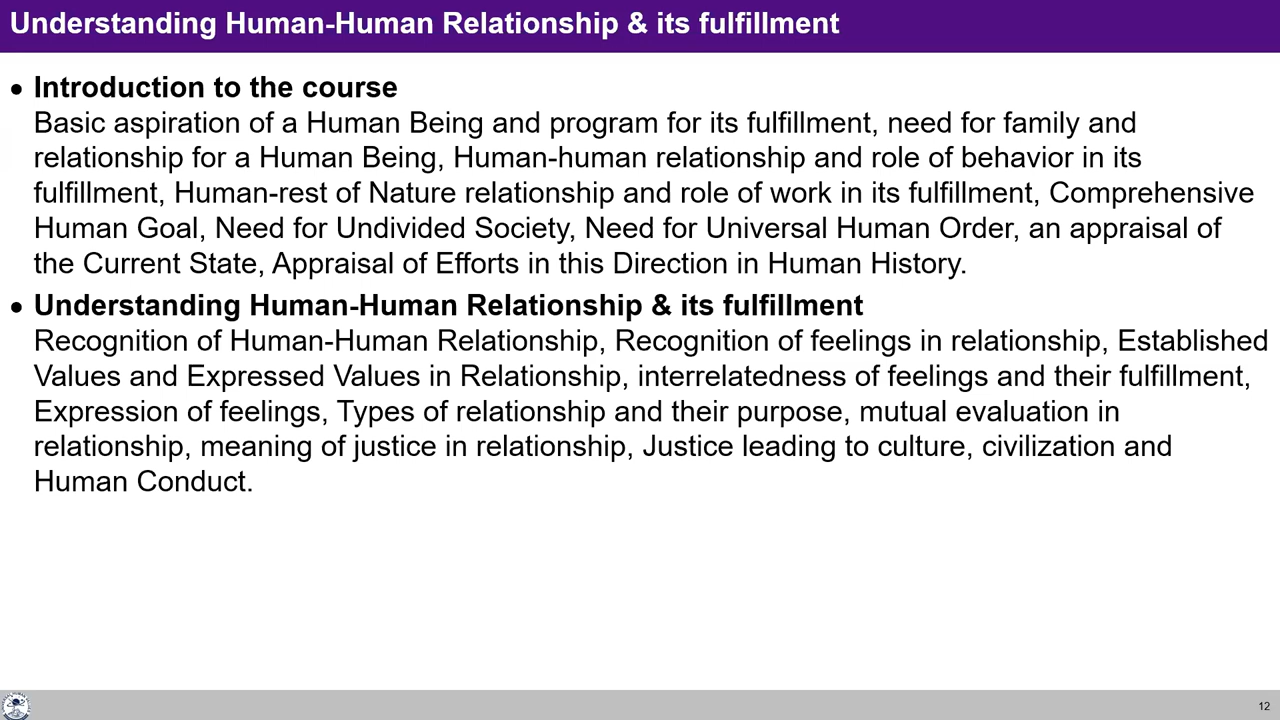 Understanding Human-Human Relationship & its fulfillment
• Introduction to the course
Basic aspiration of a Human Being and program for its fulfillment, need for family and
relationship for a Human Being, Human-human relationship and role of behavior in its
fulfillment, Human-rest of Nature relationship and role of work in its fulfillment, Comprehensive
Human Goal, Need for Undivided Society, Need for Universal Human Order, an appraisal of
the Current State, Appraisal of Efforts in this Direction in Human History.
• Understanding Human-Human Relationship & its fulfillment
Recognition of Human-Human Relationship, Recognition of feelings in relationship, Established
Values and Expressed Values in Relationship, interrelatedness of feelings and their fulfillment,
Expression of feelings, Types of relationship and their purpose, mutual evaluation in
relationship, meaning of justice in relationship, Justice leading to culture, civilization and
Human Conduct.
12